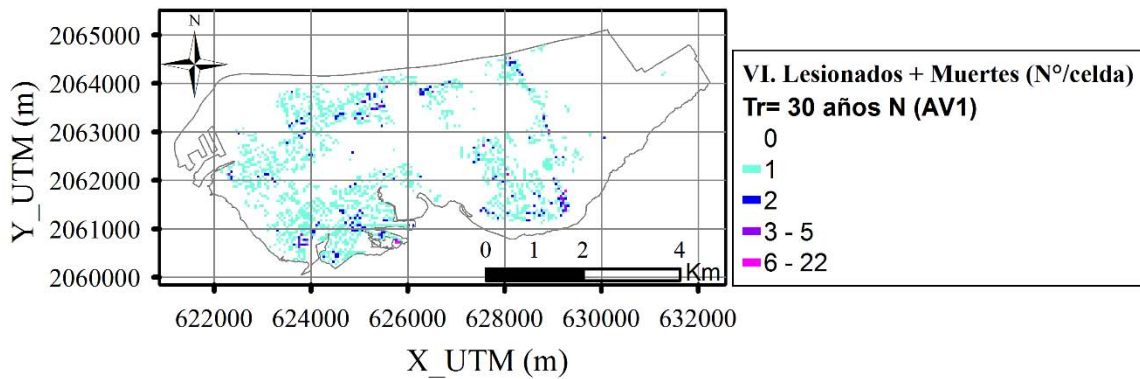 N
2065000
2064000
2063000
2062000
2061000
2060000
Y_UTM (m)
0 1 2 4
Km
622000 624000 626000 628000 630000 632000
X_UTM (m)
VI. Lesionados + Muertes (N°/celda)
Tr= 30 años N (AV1)
0
1
2
3 - 5
6 - 22